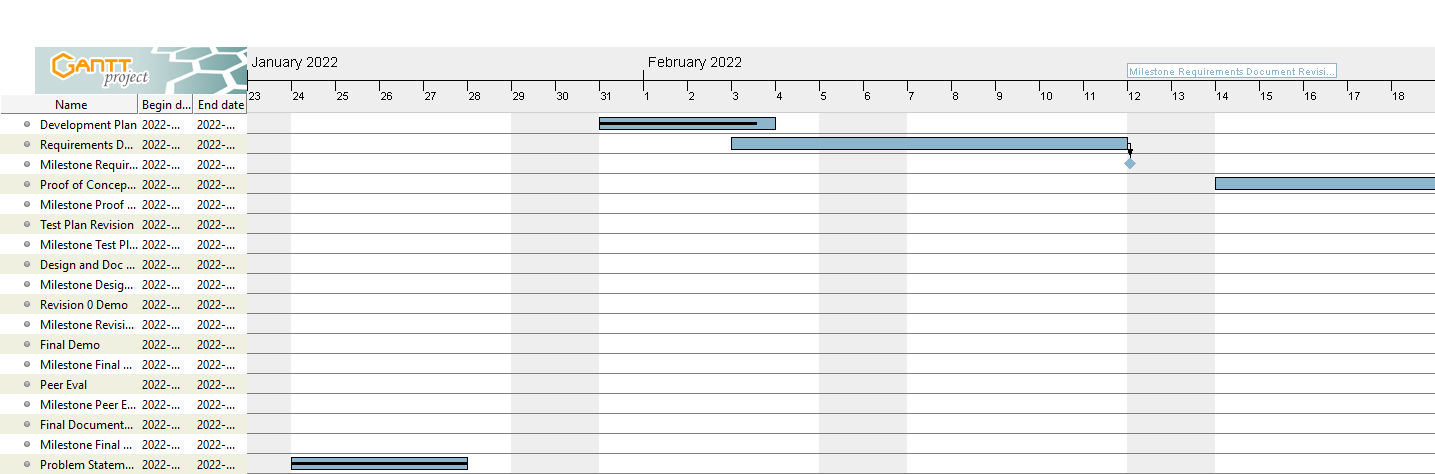 GANTT
project
January 2022 February 2022
Milestone Requirements Document Revisi...
23 24 25 26 27 28 29 30 31 1 2 3 4 5 6 7 8 9 10 11 12 13 14 15 16 17 18
Name Begin d... End date
Development Plan 2022-... 2022-...
Requirements D... 2022-... 2022-...
Milestone Requir... 2022-... 2022-...
Proof of Concep... 2022-... 2022-...
Milestone Proof ... 2022-... 2022-...
Test Plan Revision 2022-... 2022-...
Milestone Test Pl... 2022-... 2022-...
Design and Doc ... 2022-... 2022-...
Milestone Desig... 2022-... 2022-...
Revision 0 Demo 2022-... 2022-...
Milestone Revisi... 2022-... 2022-...
Final Demo 2022-... 2022-...
Milestone Final ... 2022-... 2022-...
Peer Eval 2022-... 2022-...
Milestone Peer E... 2022-... 2022-...
Final Document... 2022-... 2022-...
Milestone Final ... 2022-... 2022-...
Problem Statem... 2022-... 2022-...